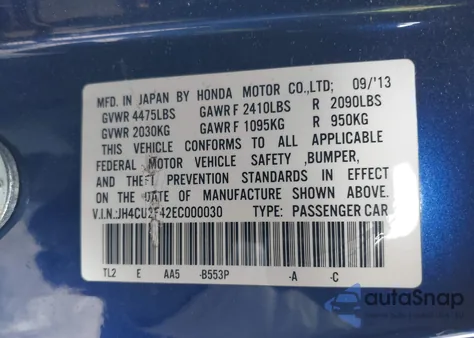 MFD. IN JAPAN BY HONDA MOTOR CO.,LTD; 09/'13
GVWR 4475LBS GAWR F 2410LBS R 2090LBS
GVWR 2030KG GAWR F 1095KG R 950KG
THIS VEHICLE CONFORMS TO ALL APPLICABLE
FEDERAL MOTOR VEHICLE SAFETY ,BUMPER,
AND THEFT PREVENTION STANDARDS IN EFFECT
ON THE DATE OF MANUFACTURE SHOWN ABOVE.
V.I.N.:JH4CU2F42EC000030 TYPE: PASSENGER CAR
TL2 E AA5 -B553P -A -C
autoSnap